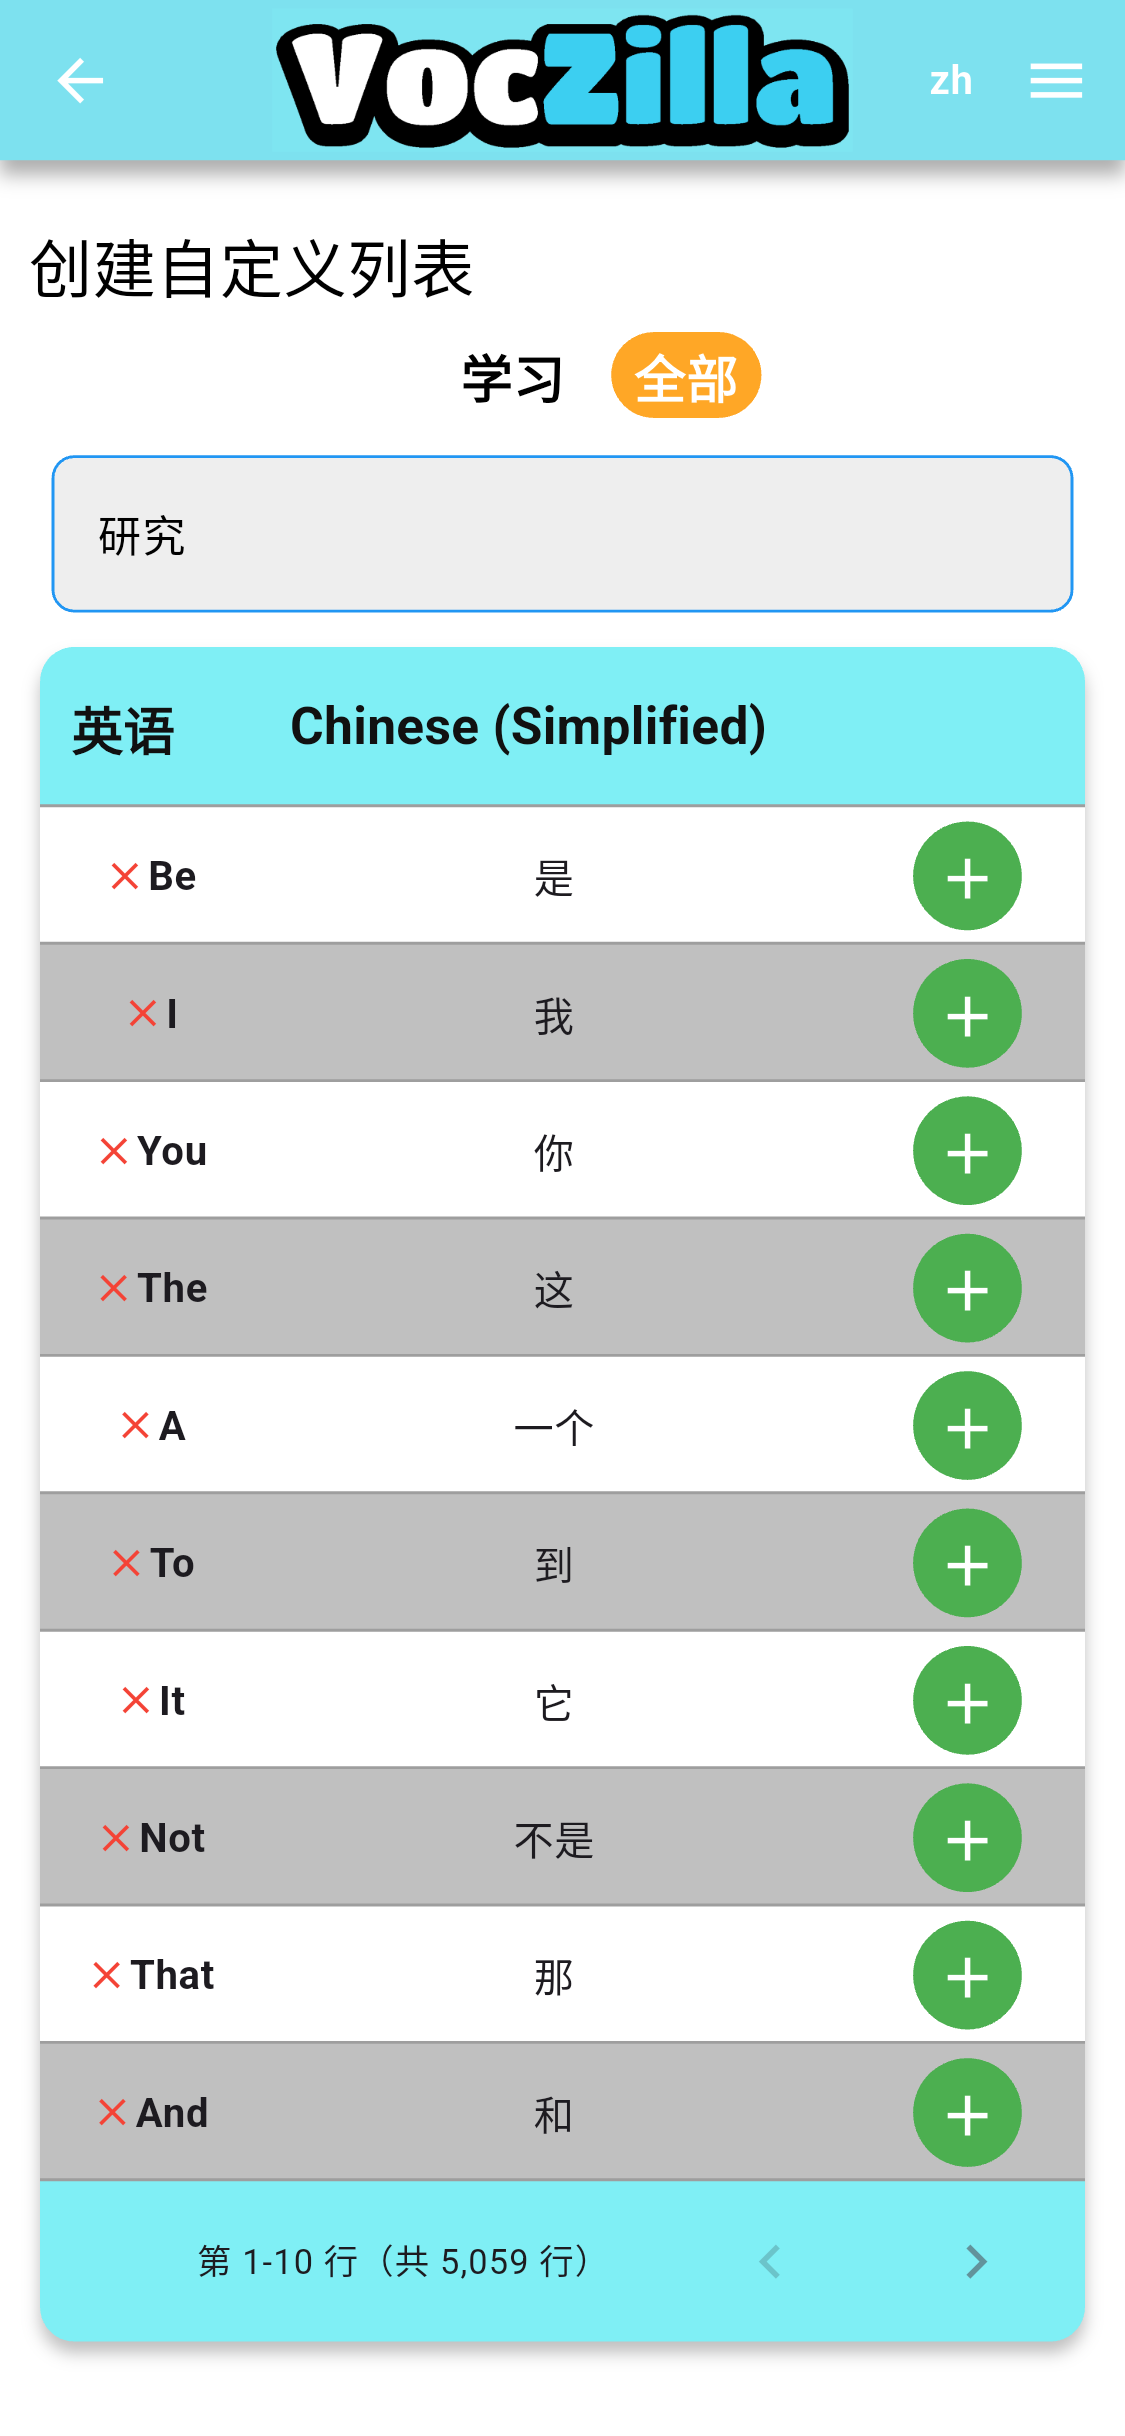 VocZilla
zh
创建自定义列表
学习 全部
研究
英语 Chinese (Simplified)
Be 是
I 我
You 你
The 这
A 一个
To 到
It 它
Not 不是
That 那
And 和
第 1-10 行（共 5,059 行）